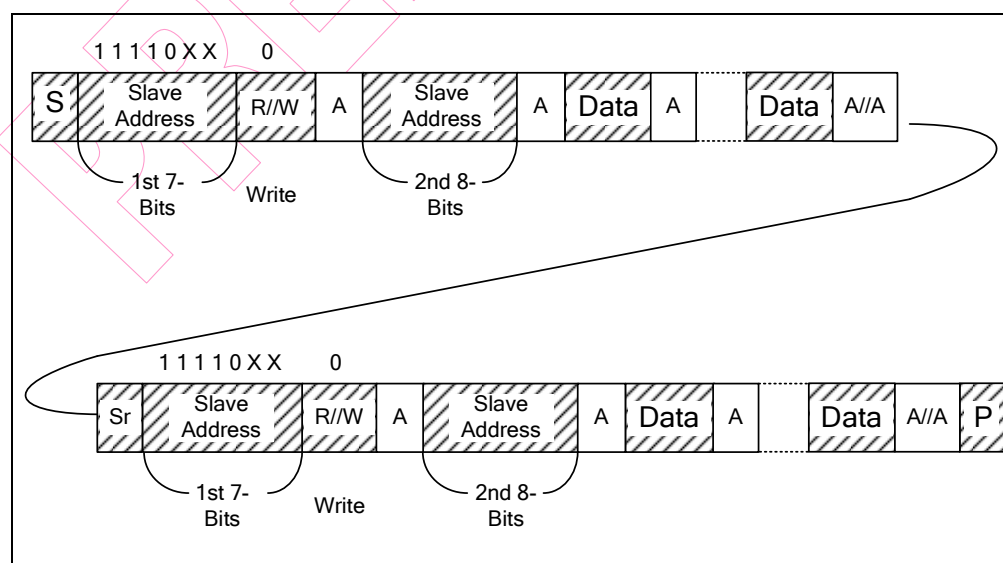 1 1 1 1 0 X X 0
S Slave Address R//W A Slave Address A Data A Data A//A
1st 7-Bits Write 2nd 8-Bits
1 1 1 1 0 X X 0
Sr Slave Address R//W A Slave Address A Data A Data A//A P
1st 7-Bits Write 2nd 8-Bits